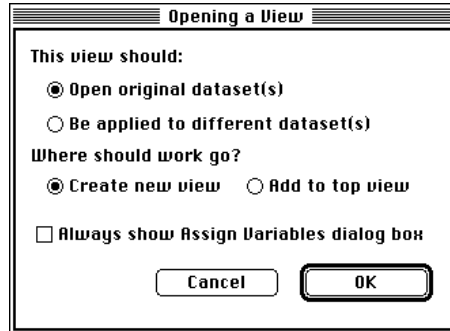 Opening a View
This view should:
Open original dataset(s)
Be applied to different dataset(s)
Where should work go?
Create new view Add to top view
Always show Assign Variables dialog box
Cancel OK